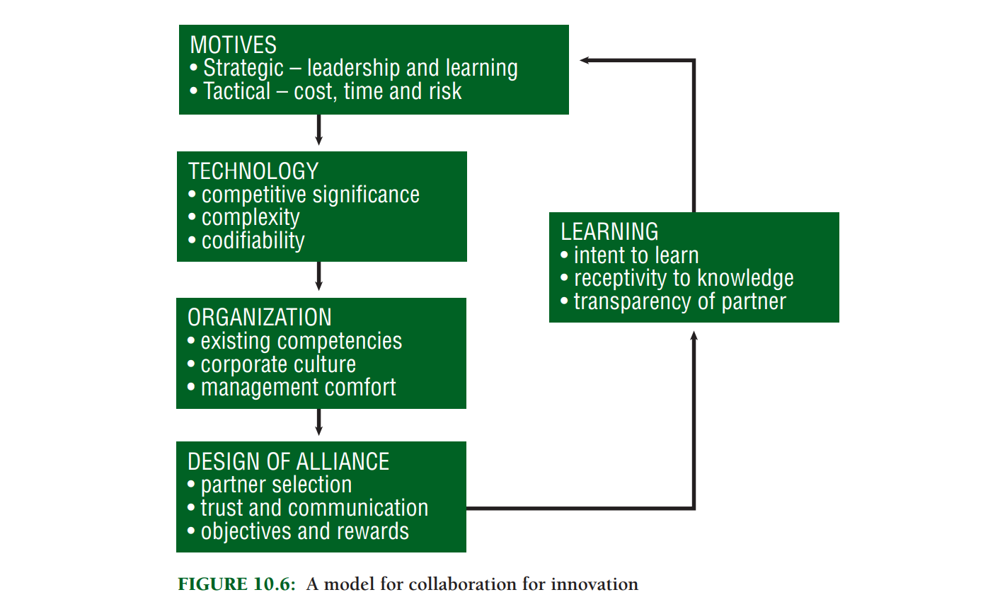 MOTIVES
• Strategic – leadership and learning
• Tactical – cost, time and risk
TECHNOLOGY
• competitive significance
• complexity
• codifiability
ORGANIZATION
• existing competencies
• corporate culture
• management comfort
DESIGN OF ALLIANCE
• partner selection
• trust and communication
• objectives and rewards
LEARNING
• intent to learn
• receptivity to knowledge
• transparency of partner
FIGURE 10.6: A model for collaboration for innovation